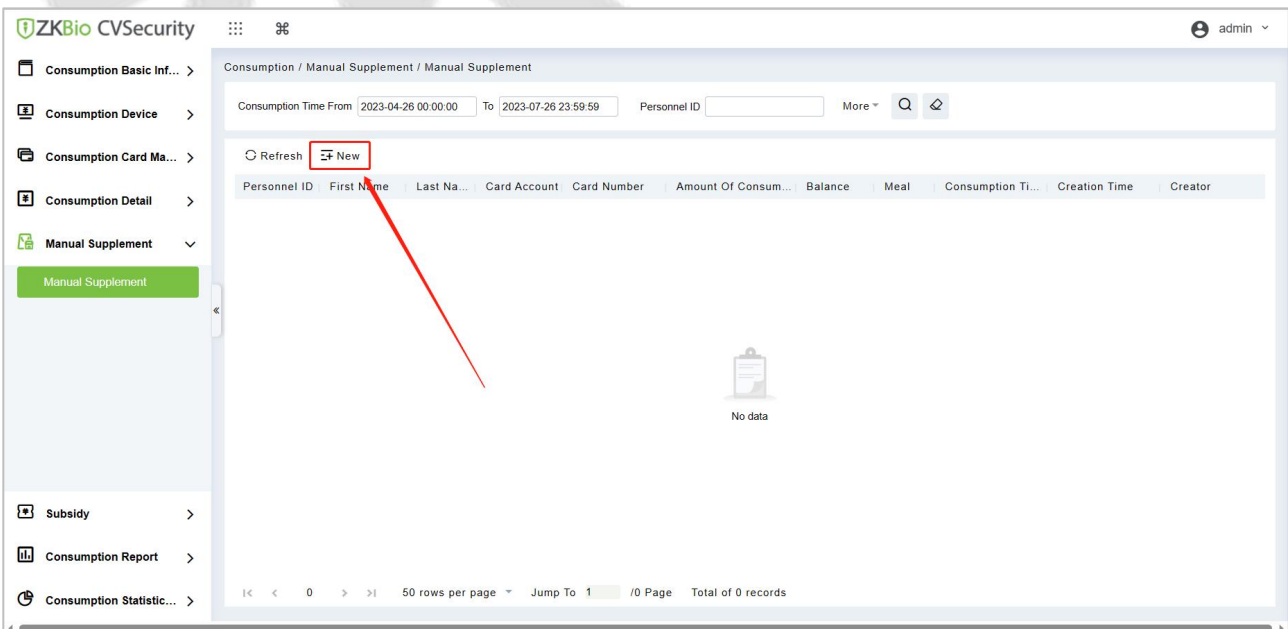 ZKBio CVSecurity
admin
Consumption Basic Inf...
Consumption Device
Consumption Card Ma...
Consumption Detail
Manual Supplement
Manual Supplement
Subsidy
Consumption Report
Consumption Statistic...
Consumption / Manual Supplement / Manual Supplement
Consumption Time From 2023-04-26 00:00:00 To 2023-07-26 23:59:59 Personnel ID More
Refresh New
Personnel ID First Name Last Na... Card Account Card Number Amount Of Consum... Balance Meal Consumption Ti... Creation Time Creator
No data
0 50 rows per page Jump To 1 /0 Page Total of 0 records